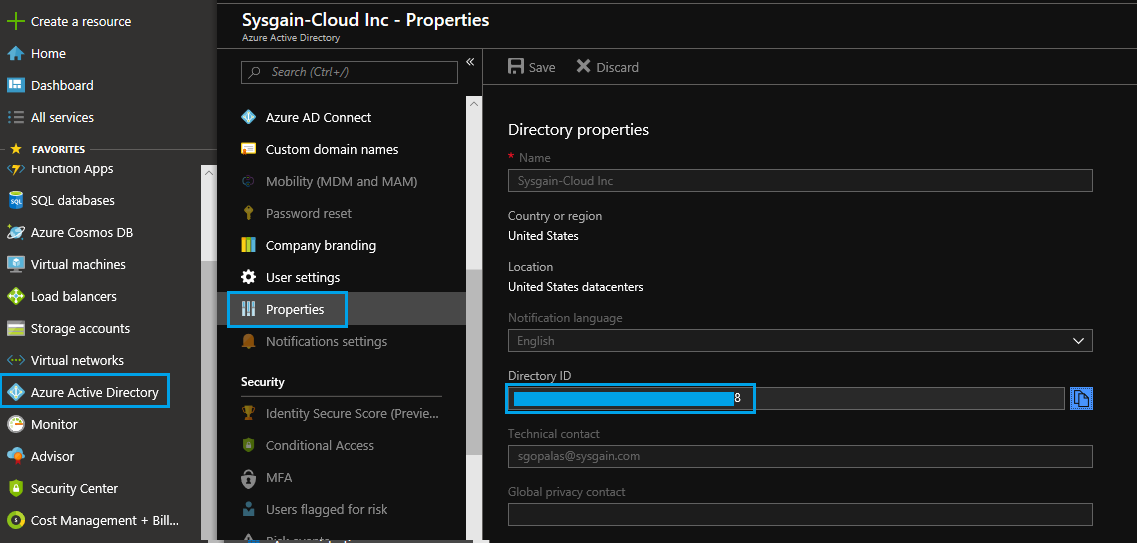 Create a resource
Home
Dashboard
All services
FAVORITES
Function Apps
SQL databases
Azure Cosmos DB
Virtual machines
Load balancers
Storage accounts
Virtual networks
Azure Active Directory
Monitor
Advisor
Security Center
Cost Management + Bill...
Sysgain-Cloud Inc - Properties
Azure Active Directory
Search (Ctrl+/)
«
Azure AD Connect
Custom domain names
Mobility (MDM and MAM)
Password reset
Company branding
User settings
Properties
Notifications settings
Security
Identity Secure Score (Previe...
Conditional Access
MFA
Users flagged for risk
Risk events
Save Discard
Directory properties
* Name
Sysgain-Cloud Inc
Country or region
United States
Location
United States datacenters
Notification language
English
Directory ID
8
Technical contact
sgopalas@sysgain.com
Global privacy contact